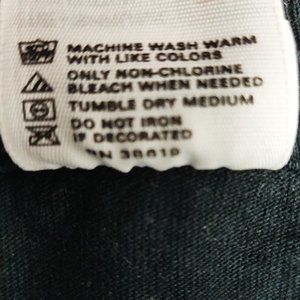 MACHINE WASH WARM
WITH LIKE COLORS
ONLY NON-CHLORINE
BLEACH WHEN NEEDED
TUMBLE DRY MEDIUM
DO NOT IRON
IF DECORATED